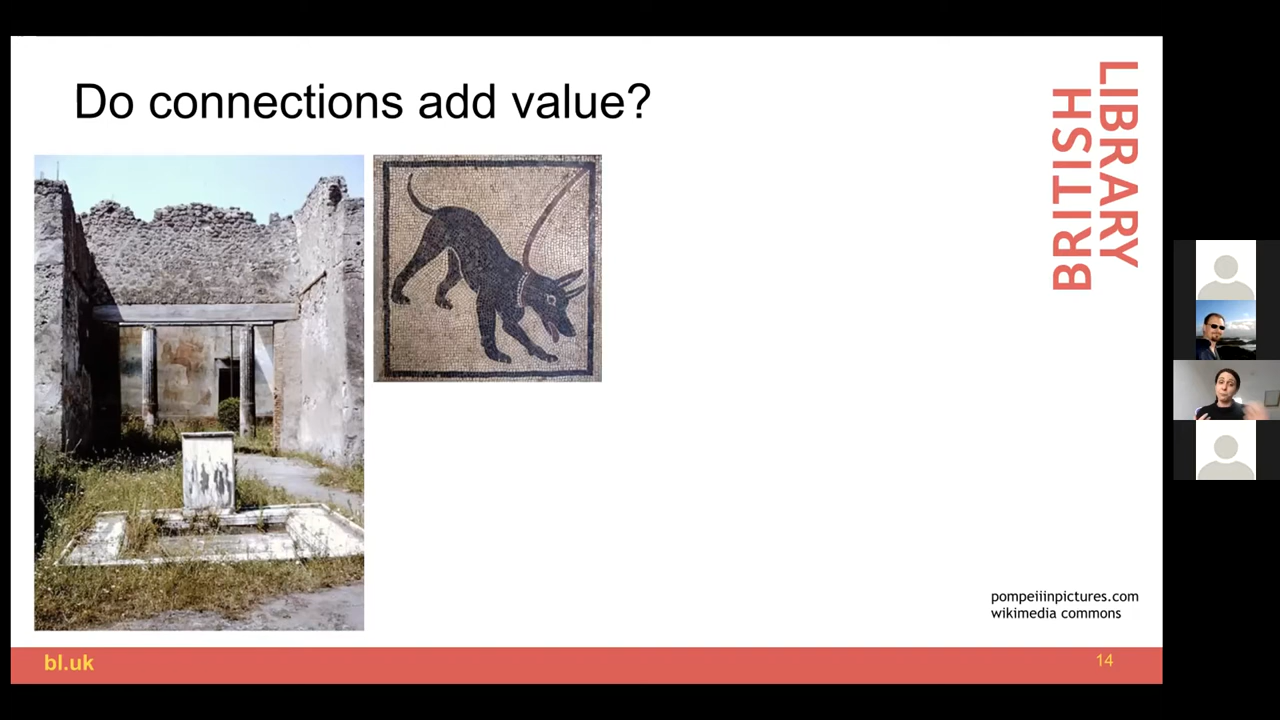 Do connections add value?
BRITISH
LIBRARY
pompeiiinpictures.com
wikimedia commons
bl.uk
14